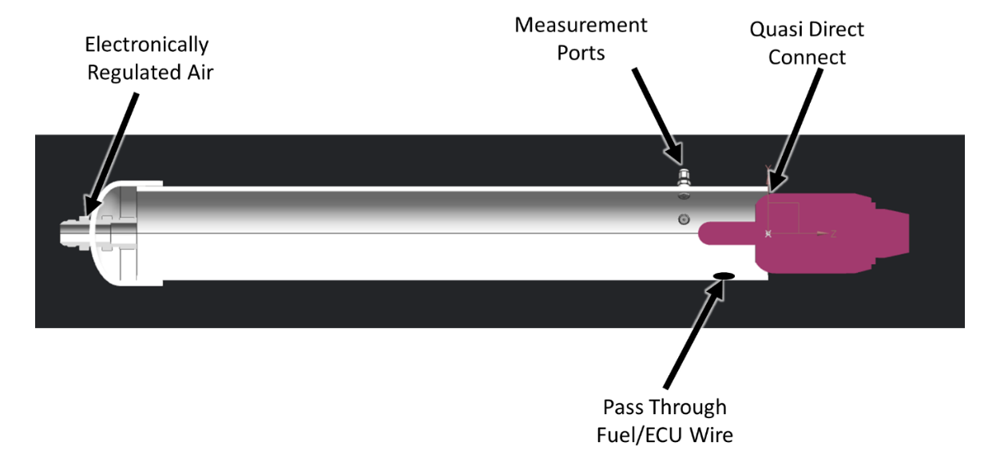 Electronically
Regulated Air
Measurement
Ports
Quasi Direct
Connect
Y
X
Z
Pass Through
Fuel/ECU Wire